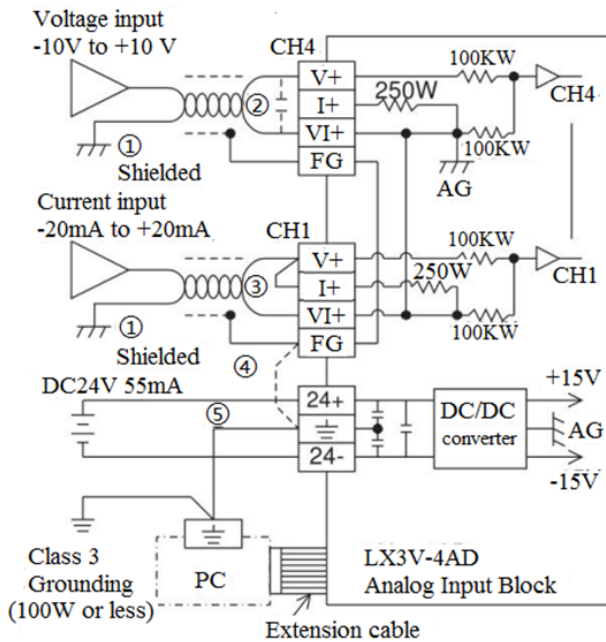 Voltage input
-10V to +10 V
CH4
V+
I+
VI+
FG
②
①
Shielded
250W
100KW
100KW
CH4
AG
Current input
-20mA to +20mA
CH1
V+
I+
VI+
FG
③
①
Shielded
④
100KW
250W
100KW
CH1
DC24V 55mA
⑤
24+
24-
DC/DC
converter
+15V
AG
-15V
Class 3
Grounding
(100W or less)
PC
LX3V-4AD
Analog Input Block
Extension cable